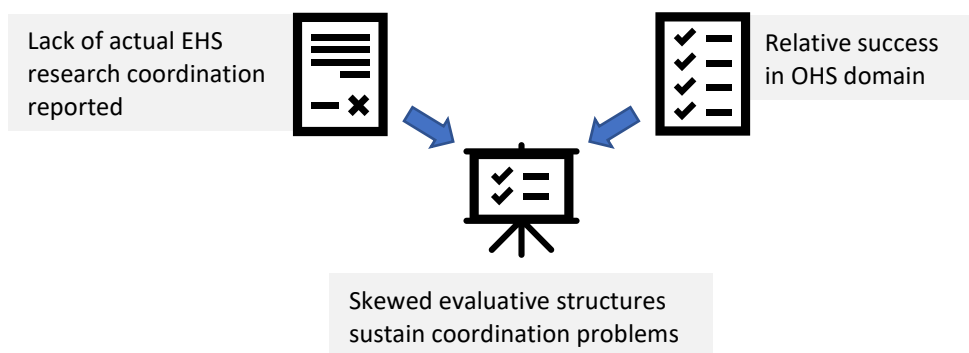 Lack of actual EHS
research coordination
reported
Relative success
in OHS domain
Skewed evaluative structures
sustain coordination problems